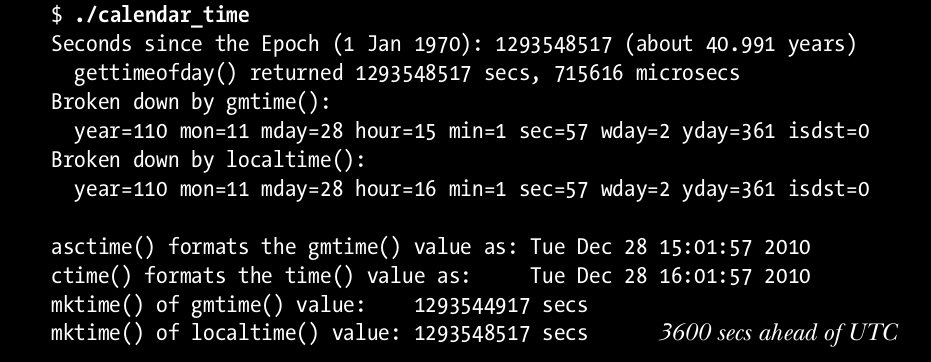 $ ./calendar_time
Seconds since the Epoch (1 Jan 1970): 1293548517 (about 40.991 years)
  gettimeofday() returned 1293548517 secs, 715616 microsecs
Broken down by gmtime():
  year=110 mon=11 mday=28 hour=15 min=1 sec=57 wday=2 yday=361 isdst=0
Broken down by localtime():
  year=110 mon=11 mday=28 hour=16 min=1 sec=57 wday=2 yday=361 isdst=0

asctime() formats the gmtime() value as: Tue Dec 28 15:01:57 2010
ctime() formats the time() value as:     Tue Dec 28 16:01:57 2010
mktime() of gmtime() value:    1293544917 secs
mktime() of localtime() value: 1293548517 secs      3600 secs ahead of UTC